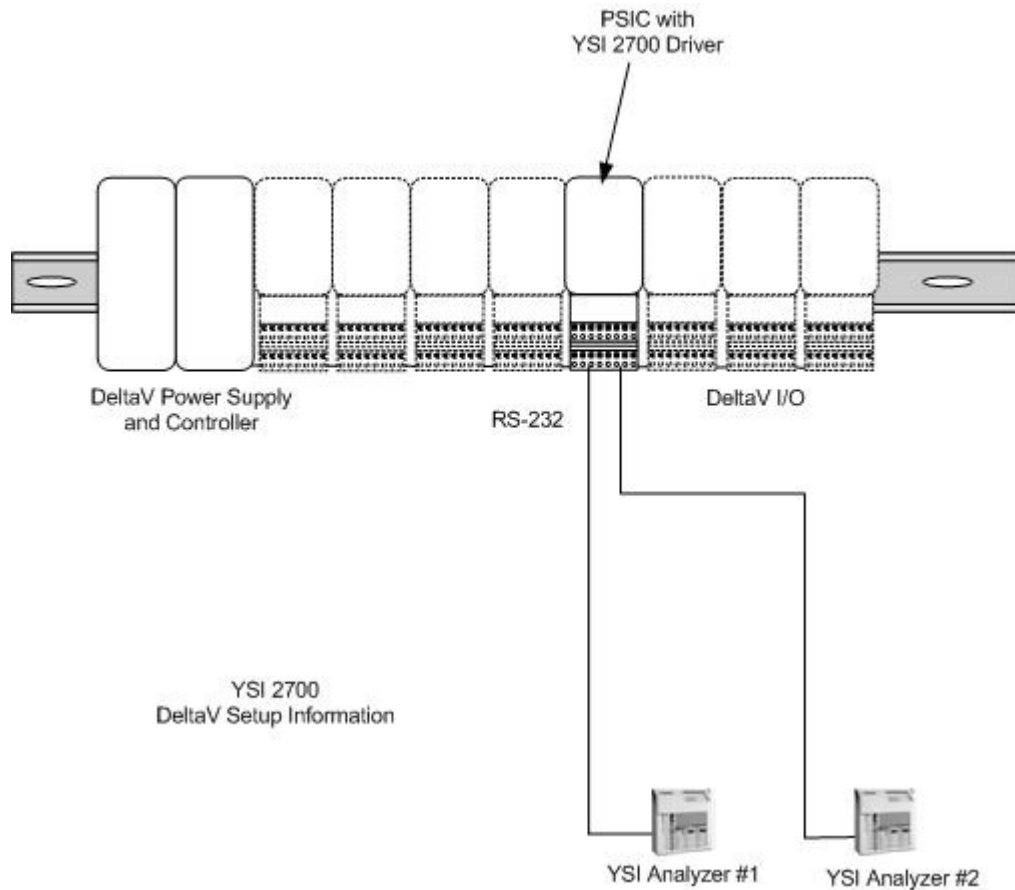 PSIC with
YSI 2700 Driver
DeltaV Power Supply
and Controller
RS-232
DeltaV I/O
YSI 2700
DeltaV Setup Information
YSI Analyzer #1
YSI Analyzer #2